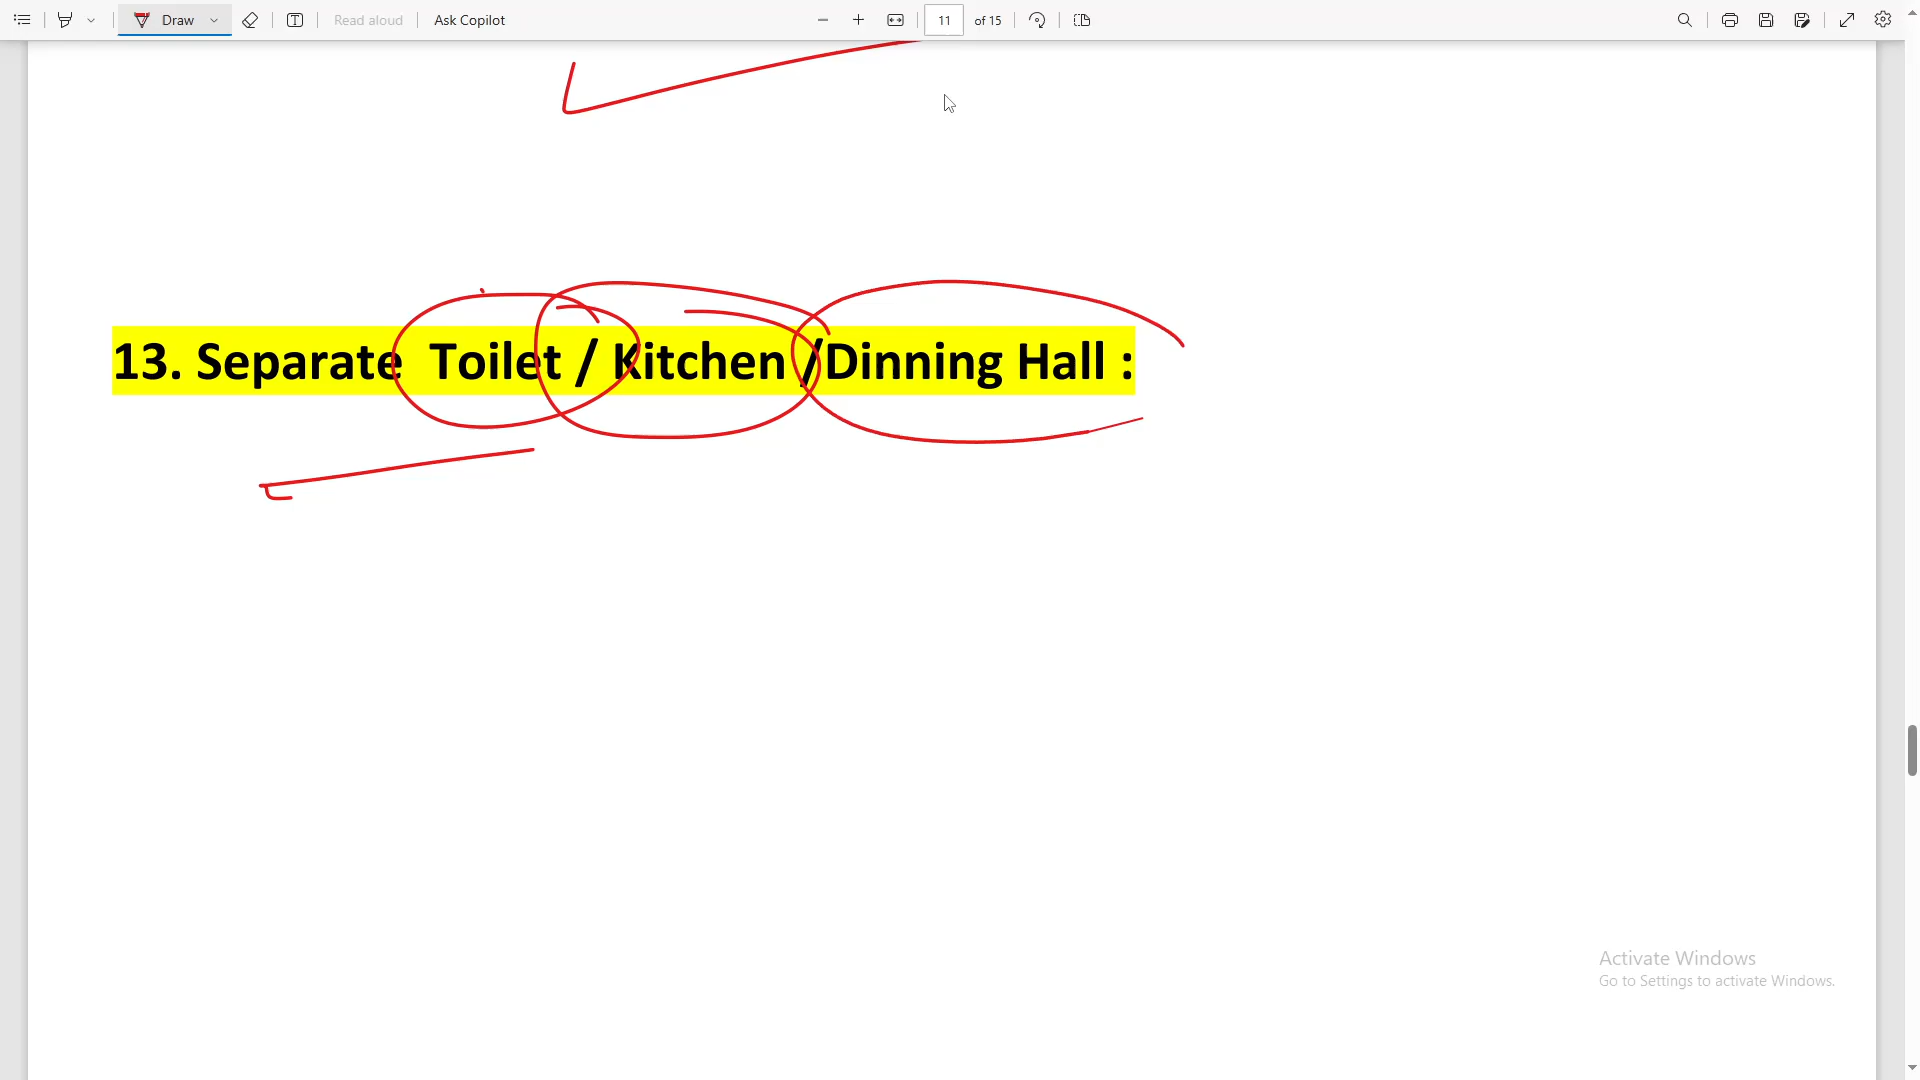 Draw
Read aloud
Ask Copilot
11 of 15
13. Separate  Toilet / Kitchen /Dinning Hall :
Activate Windows
Go to Settings to activate Windows.